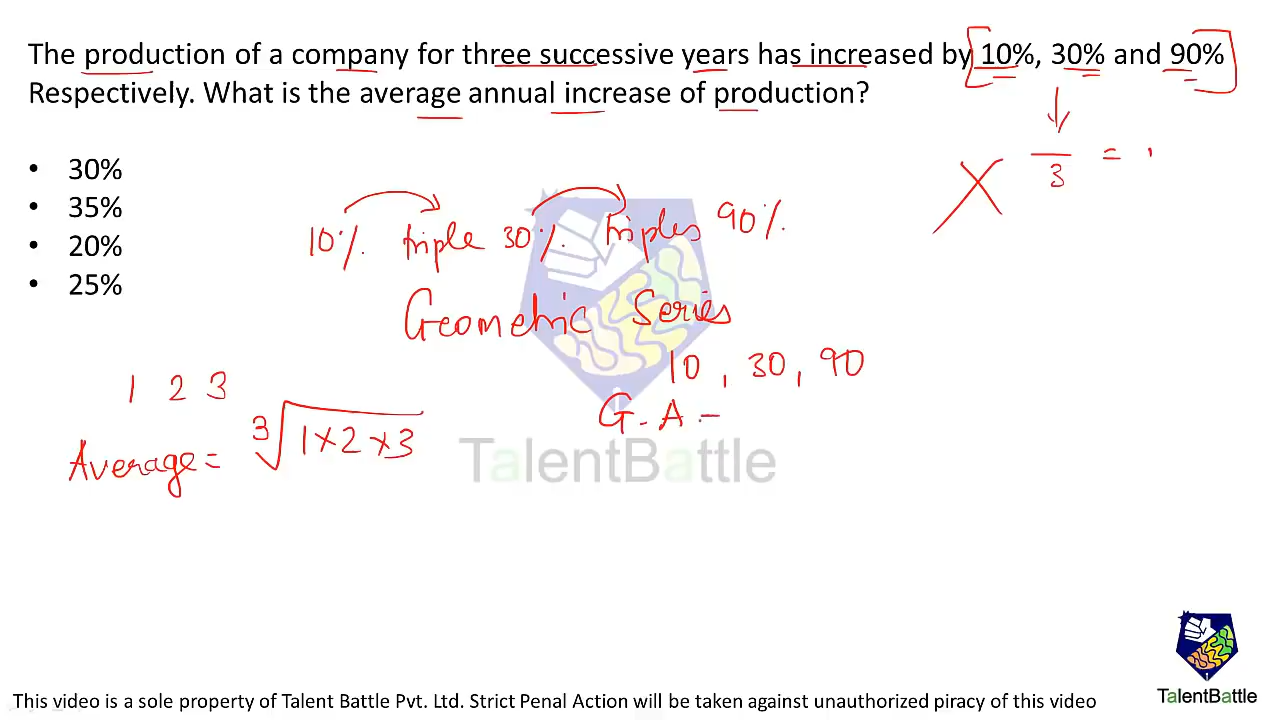 The production of a company for three successive years has increased by 10%, 30% and 90%
Respectively. What is the average annual increase of production?
• 30%
• 35%
• 20%
• 25%
3 =
10% triple 30% triples 90%
Geometric Series
10 , 30, 90
G.A =
1 2 3
Average = ∛1×2×3
TalentBattle
TalentBattle
This video is a sole property of Talent Battle Pvt. Ltd. Strict Penal Action will be taken against unauthorized piracy of this video